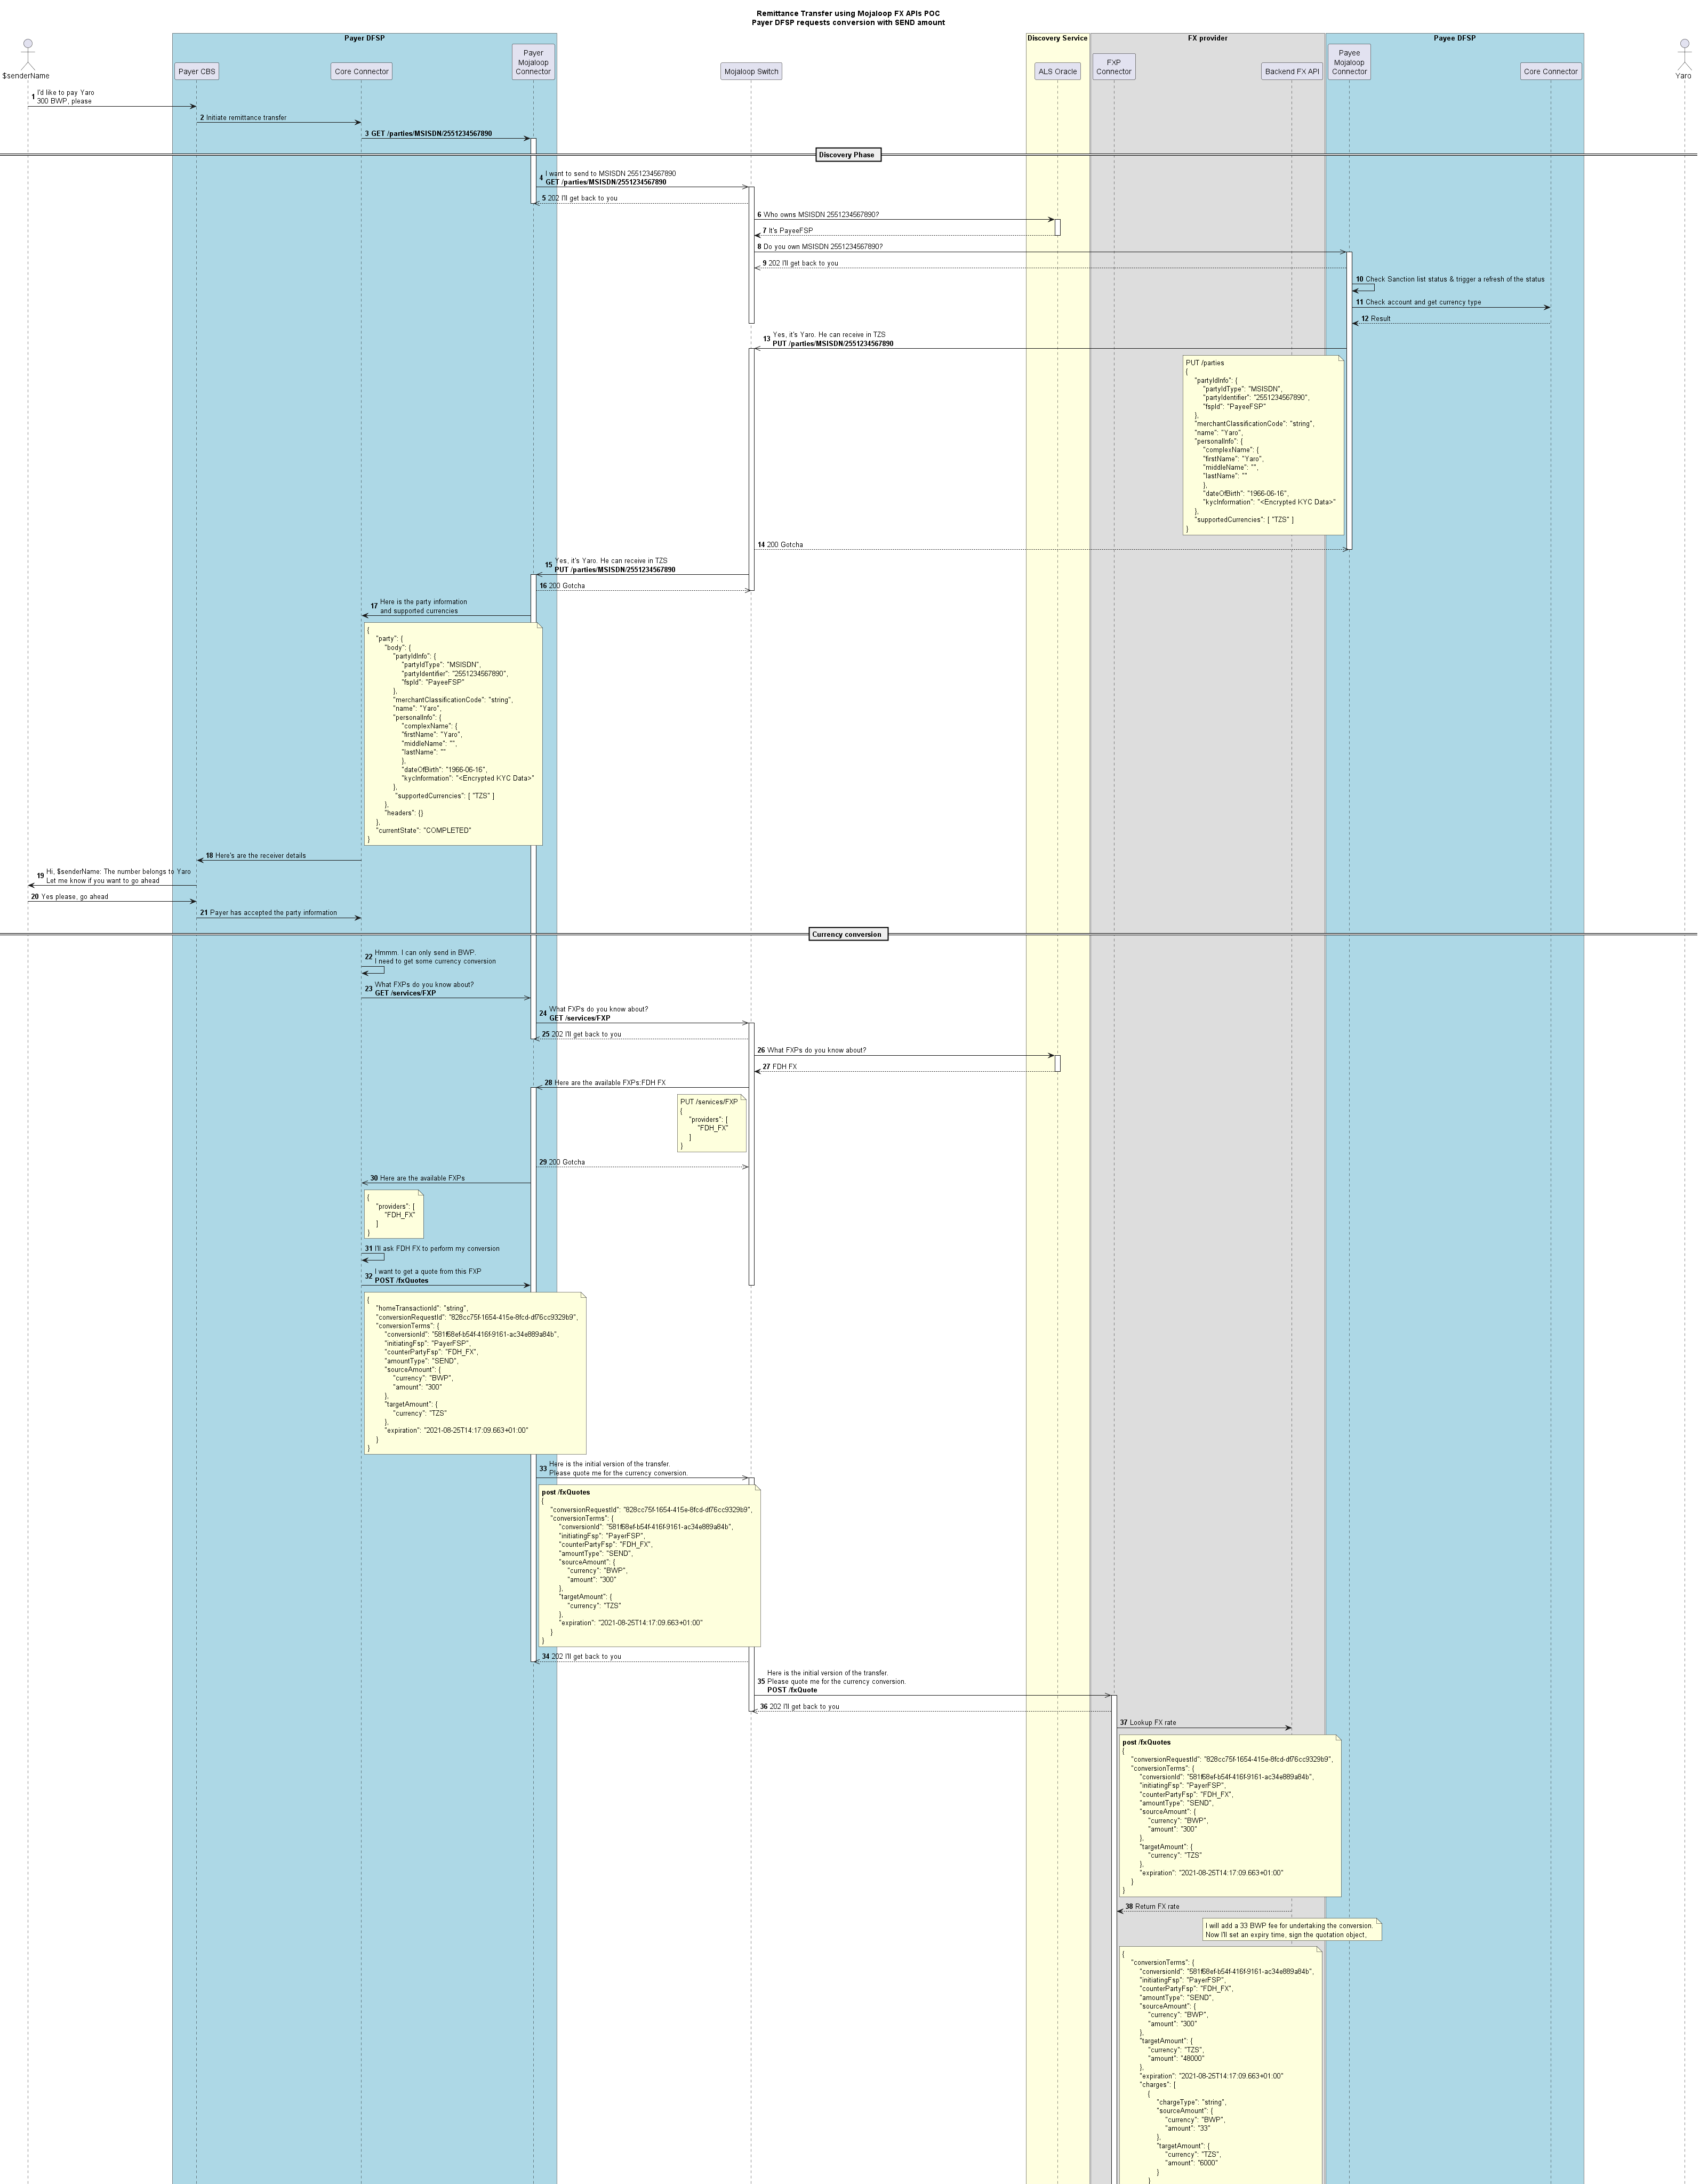 Remittance Transfer using Mojaloop FX APIs POC
Payer DFSP requests conversion with SEND amount
Payer DFSP
Discovery Service
FX provider
Payee DFSP
$senderName
Payer CBS
Core Connector
Payer
Mojaloop
Connector
Mojaloop Switch
ALS Oracle
FXP
Connector
Backend FX API
Payee
Mojaloop
Connector
Core Connector
Yaro
1 I'd like to pay Yaro
300 BWP, please
2 Initiate remittance transfer
3 GET /parties/MSISDN/2551234567890
Discovery Phase
4 I want to send to MSISDN 2551234567890
GET /parties/MSISDN/2551234567890
5 202 I'll get back to you
6 Who owns MSISDN 2551234567890?
7 It's PayeeFSP
8 Do you own MSISDN 2551234567890?
9 202 I'll get back to you
10 Check Sanction list status & trigger a refresh of the status
11 Check account and get currency type
12 Result
13 Yes, it's Yaro. He can receive in TZS
PUT /parties/MSISDN/2551234567890
PUT /parties
{
"partyIdInfo": {
"partyIdType": "MSISDN",
"partyIdentifier": "2551234567890",
"fspId": "PayeeFSP"
},
"merchantClassificationCode": "string",
"name": "Yaro",
"personalInfo": {
"complexName": {
"firstName": "Yaro",
"middleName": "",
"lastName": ""
},
"dateOfBirth": "1966-06-16",
"kycInformation": "<Encrypted KYC Data>"
},
"supportedCurrencies": [ "TZS" ]
}
14 200 Gotcha
15 Yes, it's Yaro. He can receive in TZS
PUT /parties/MSISDN/2551234567890
16 200 Gotcha
17 Here is the party information
and supported currencies
{
"party": {
"body": {
"partyIdInfo": {
"partyIdType": "MSISDN",
"partyIdentifier": "2551234567890",
"fspId": "PayeeFSP"
},
"merchantClassificationCode": "string",
"name": "Yaro",
"personalInfo": {
"complexName": {
"firstName": "Yaro",
"middleName": "",
"lastName": ""
},
"dateOfBirth": "1966-06-16",
"kycInformation": "<Encrypted KYC Data>"
},
"supportedCurrencies": [ "TZS" ]
},
"headers": {}
},
"currentState": "COMPLETED"
}
18 Here's are the receiver details
19 Hi, $senderName: The number belongs to Yaro
Let me know if you want to go ahead
20 Yes please, go ahead
21 Payer has accepted the party information
Currency conversion
22 Hmmm. I can only send in BWP.
I need to get some currency conversion
23 What FXPs do you know about?
GET /services/FXP
24 What FXPs do you know about?
GET /services/FXP
25 202 I'll get back to you
26 What FXPs do you know about?
27 FDH FX
28 Here are the available FXPs:FDH FX
PUT /services/FXP
{
"providers": [
"FDH_FX"
]
}
29 200 Gotcha
30 Here are the available FXPs
{
"providers": [
"FDH_FX"
]
}
31 I'll ask FDH FX to perform my conversion
32 I want to get a quote from this FXP
POST /fxQuotes
{
"homeTransactionId": "string",
"conversionRequestId": "828cc75f-1654-415e-8fcd-df76cc9329b9",
"conversionTerms": {
"conversionId": "581f68ef-b54f-416f-9161-ac34e889a84b",
"initiatingFsp": "PayerFSP",
"counterPartyFsp": "FDH_FX",
"amountType": "SEND",
"sourceAmount": {
"currency": "BWP",
"amount": "300"
},
"targetAmount": {
"currency": "TZS"
},
"expiration": "2021-08-25T14:17:09.663+01:00"
}
}
33 Here is the initial version of the transfer.
Please quote me for the currency conversion.
post /fxQuotes
{
"conversionRequestId": "828cc75f-1654-415e-8fcd-df76cc9329b9",
"conversionTerms": {
"conversionId": "581f68ef-b54f-416f-9161-ac34e889a84b",
"initiatingFsp": "PayerFSP",
"counterPartyFsp": "FDH_FX",
"amountType": "SEND",
"sourceAmount": {
"currency": "BWP",
"amount": "300"
},
"targetAmount": {
"currency": "TZS"
},
"expiration": "2021-08-25T14:17:09.663+01:00"
}
}
34 202 I'll get back to you
35 Here is the initial version of the transfer.
Please quote me for the currency conversion.
POST /fxQuote
36 202 I'll get back to you
37 Lookup FX rate
post /fxQuotes
{
"conversionRequestId": "828cc75f-1654-415e-8fcd-df76cc9329b9",
"conversionTerms": {
"conversionId": "581f68ef-b54f-416f-9161-ac34e889a84b",
"initiatingFsp": "PayerFSP",
"counterPartyFsp": "FDH_FX",
"amountType": "SEND",
"sourceAmount": {
"currency": "BWP",
"amount": "300"
},
"targetAmount": {
"currency": "TZS"
},
"expiration": "2021-08-25T14:17:09.663+01:00"
}
}
38 Return FX rate
I will add a 33 BWP fee for undertaking the conversion.
Now I'll set an expiry time, sign the quotation object,
{
"conversionTerms": {
"conversionId": "581f68ef-b54f-416f-9161-ac34e889a84b",
"initiatingFsp": "PayerFSP",
"counterPartyFsp": "FDH_FX",
"amountType": "SEND",
"sourceAmount": {
"currency": "BWP",
"amount": "300"
},
"targetAmount": {
"currency": "TZS",
"amount": "48000"
},
"expiration": "2021-08-25T14:17:09.663+01:00"
"charges": [
{
"chargeType": "string",
"sourceAmount": {
"currency": "BWP",
"amount": "33"
},
"targetAmount": {
"currency": "TZS",
"amount": "6000"
}
}